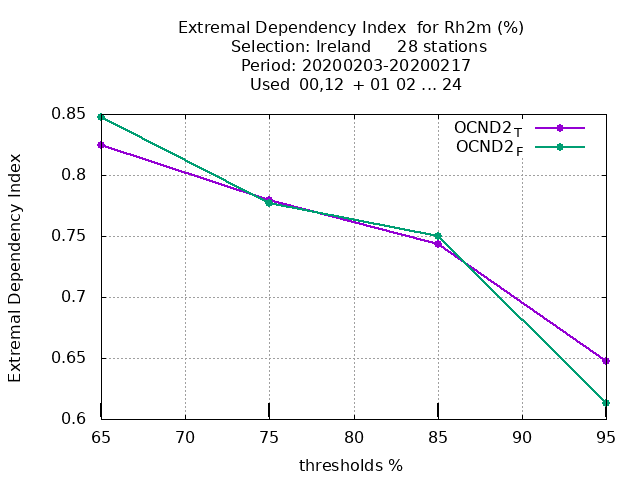 Extremal Dependency Index  for Rh2m (%)
Selection: Ireland     28 stations
Period: 20200203-20200217
Used  00,12  + 01 02 ... 24
OCND2T
OCND2F
Extremal Dependency Index
0.85
0.8
0.75
0.7
0.65
0.6
65 70 75 80 85 90 95
thresholds %